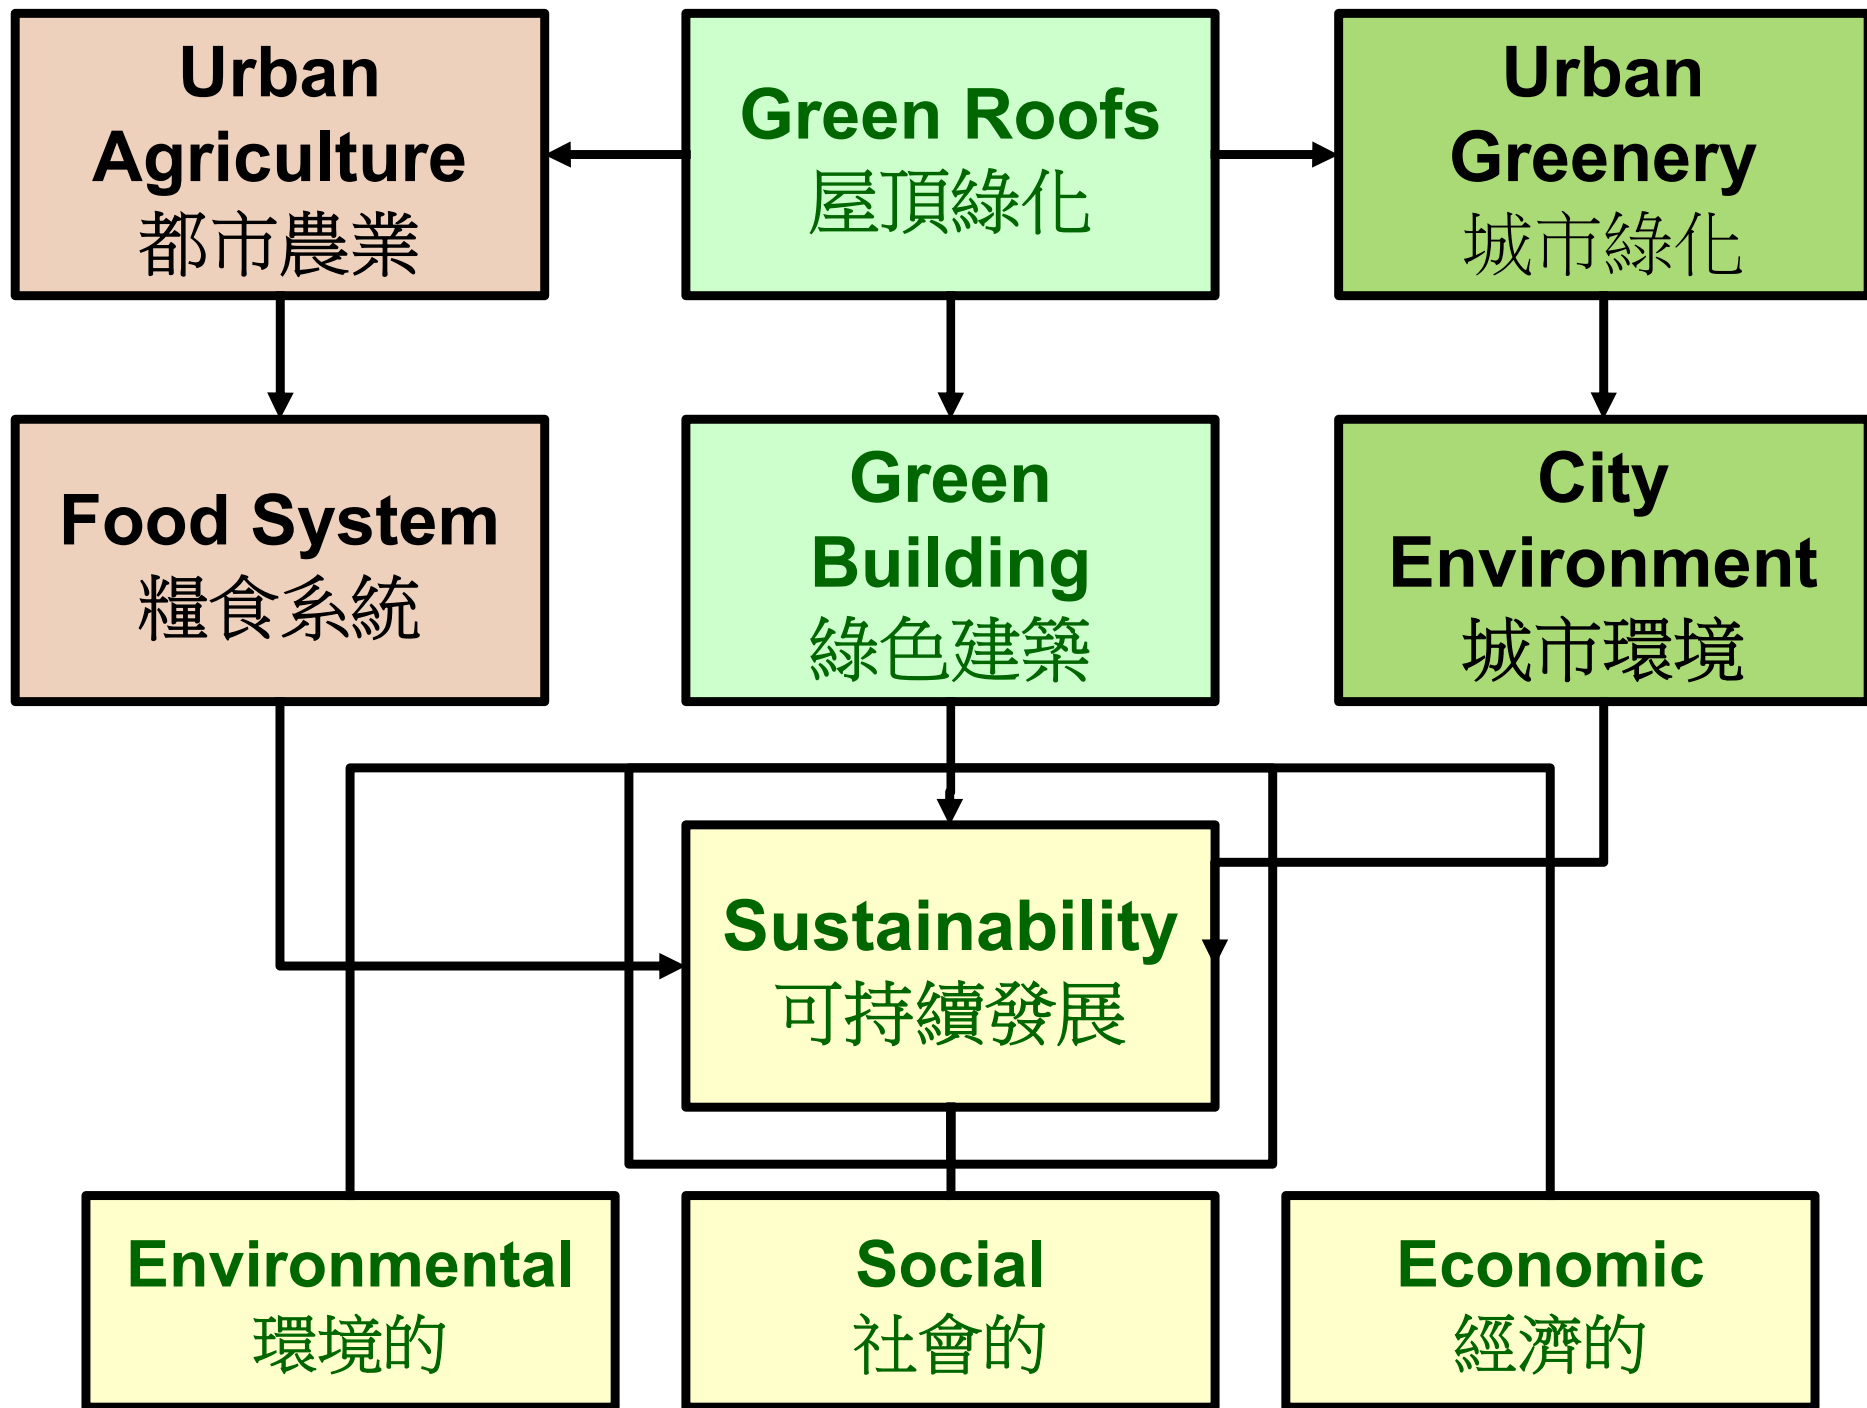 Urban
Agriculture
都市農業
Green Roofs
屋頂綠化
Urban
Greenery
城市綠化
Food System
糧食系統
Green
Building
綠色建築
City
Environment
城市環境
Sustainability
可持續發展
Environmental
環境的
Social
社會的
Economic
經濟的